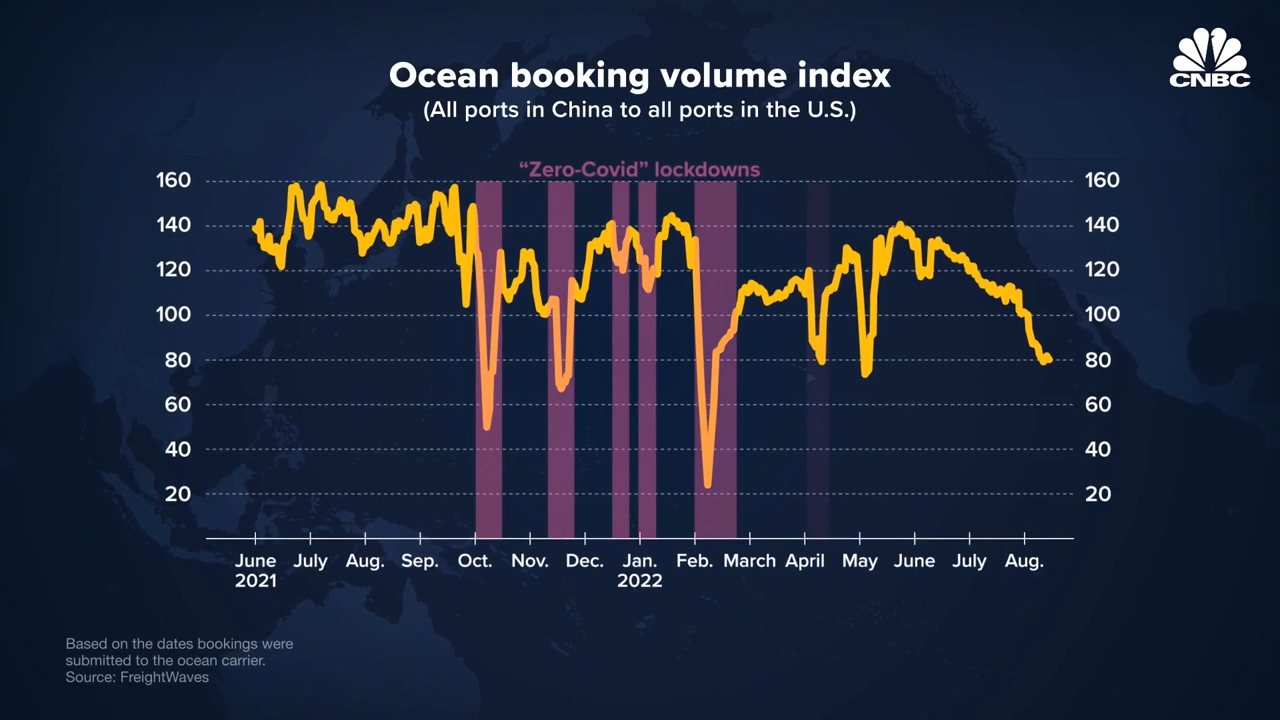 CNBC
Ocean booking volume index
(All ports in China to all ports in the U.S.)
“Zero-Covid” lockdowns
160 160
140 140
120 120
100 100
80 80
60 60
40 40
20 20
June July Aug. Sep. Oct. Nov. Dec. Jan. Feb. March April May June July Aug.
2021 2022
Based on the dates bookings were
submitted to the ocean carrier.
Source: FreightWaves